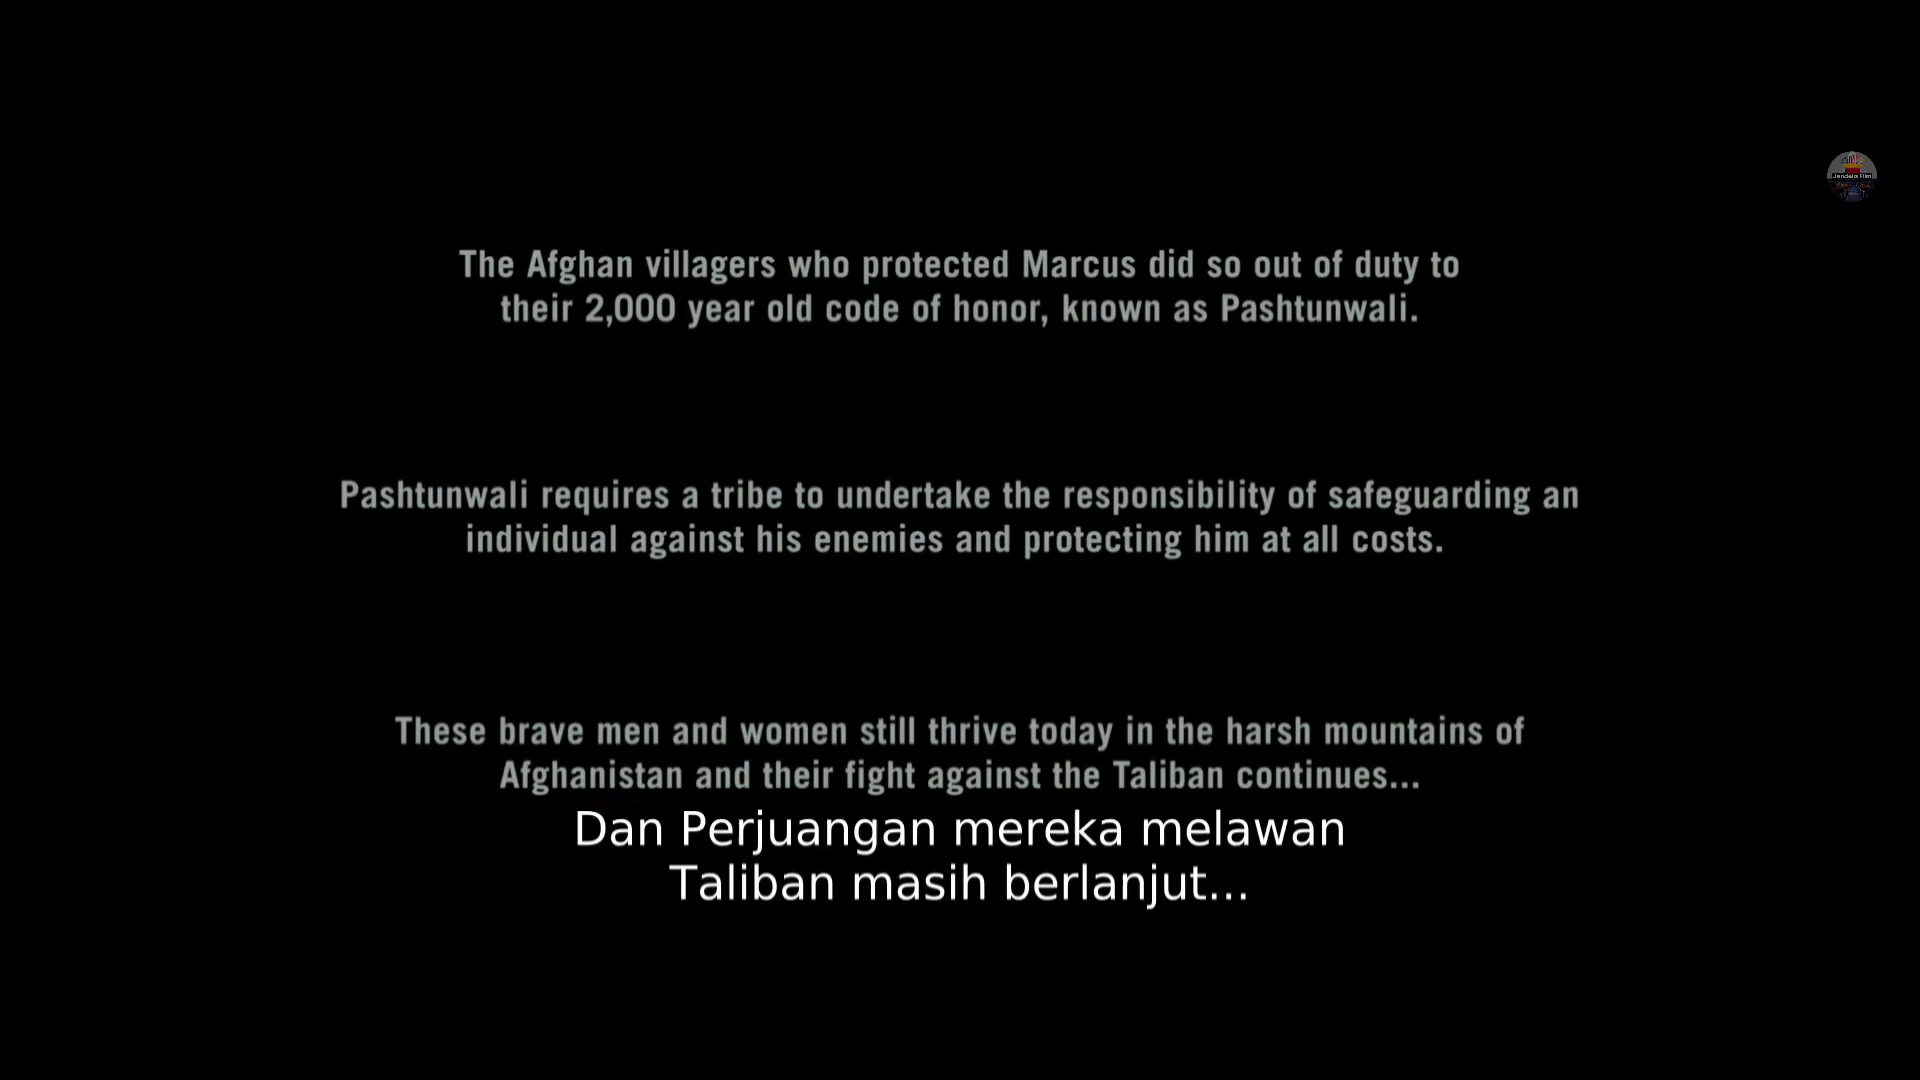 Jendela Film
The Afghan villagers who protected Marcus did so out of duty to
their 2,000 year old code of honor, known as Pashtunwali.
Pashtunwali requires a tribe to undertake the responsibility of safeguarding an
individual against his enemies and protecting him at all costs.
These brave men and women still thrive today in the harsh mountains of
Afghanistan and their fight against the Taliban continues...
Dan Perjuangan mereka melawan
Taliban masih berlanjut...